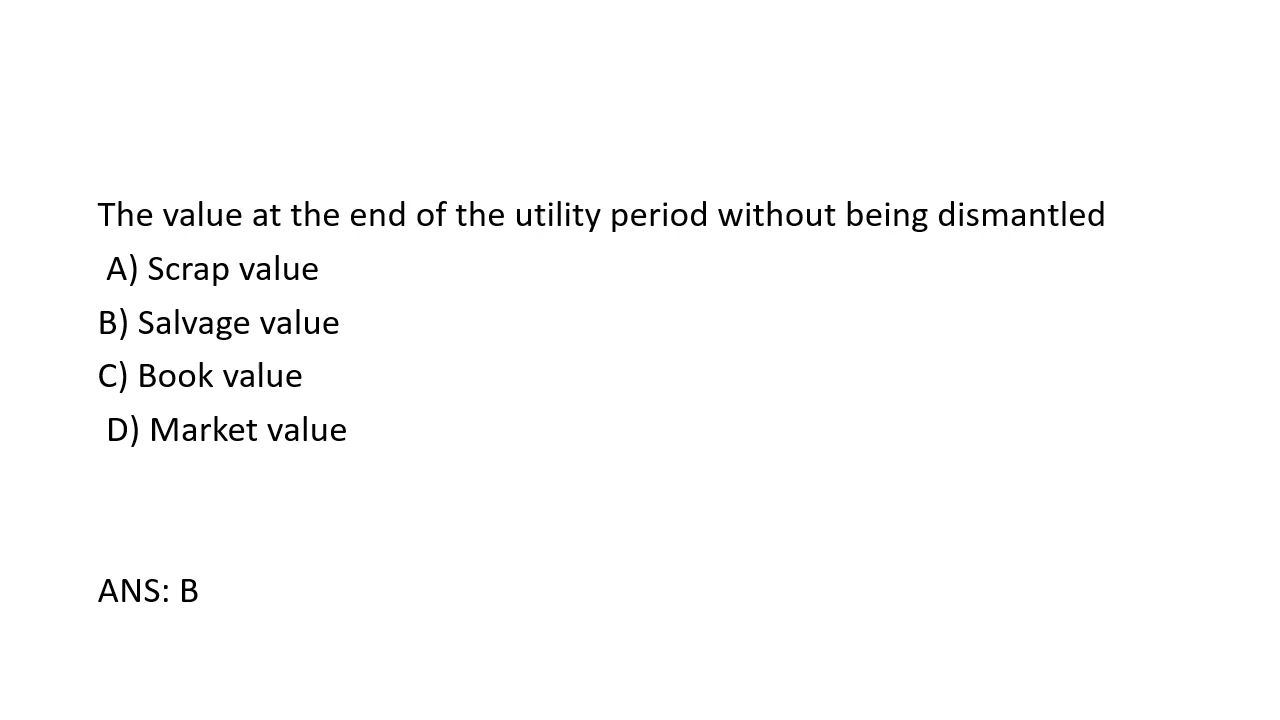 The value at the end of the utility period without being dismantled
A) Scrap value
B) Salvage value
C) Book value
D) Market value
ANS: B